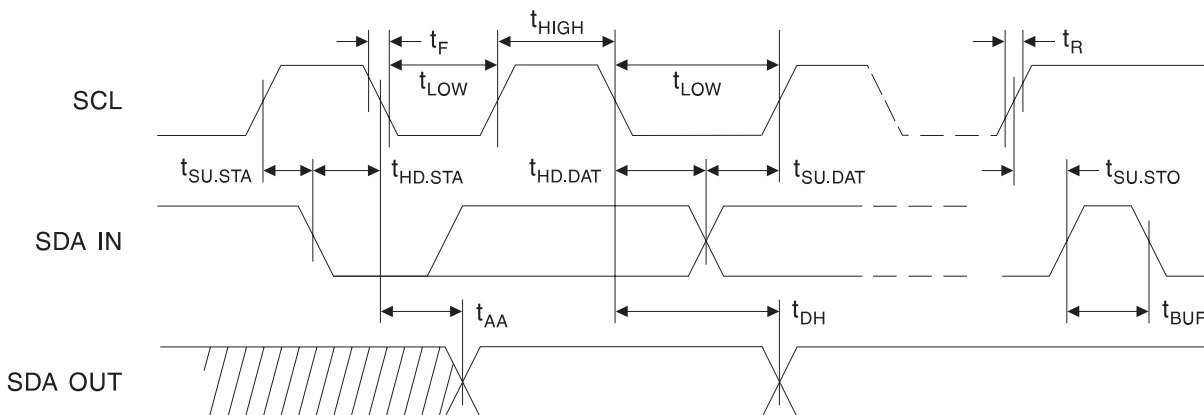 t_HIGH
t_F
t_R
t_LOW
t_LOW
SCL
t_SU.STA
t_HD.STA
t_HD.DAT
t_SU.DAT
t_SU.STO
SDA IN
t_AA
t_DH
t_BUF
SDA OUT